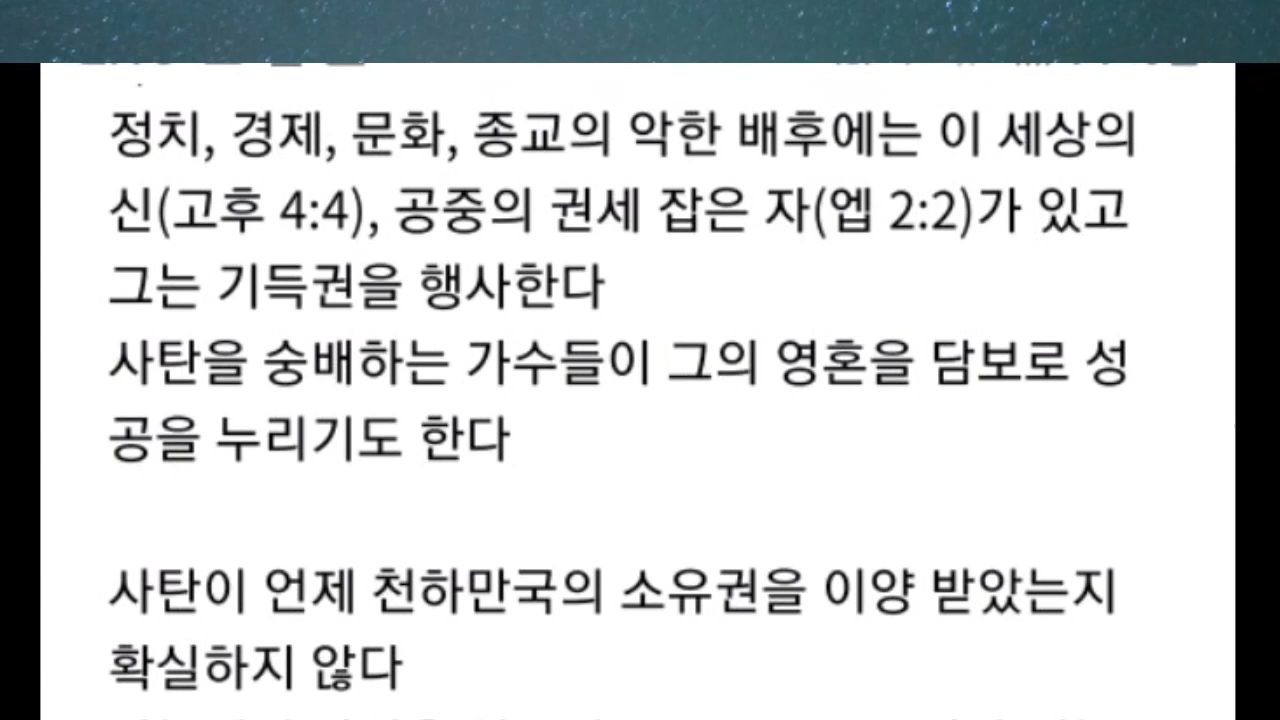 정치, 경제, 문화, 종교의 악한 배후에는 이 세상의
신(고후 4:4), 공중의 권세 잡은 자(엡 2:2)가 있고
그는 기득권을 행사한다
사탄을 숭배하는 가수들이 그의 영혼을 담보로 성
공을 누리기도 한다
사탄이 언제 천하만국의 소유권을 이양 받았는지
확실하지 않다